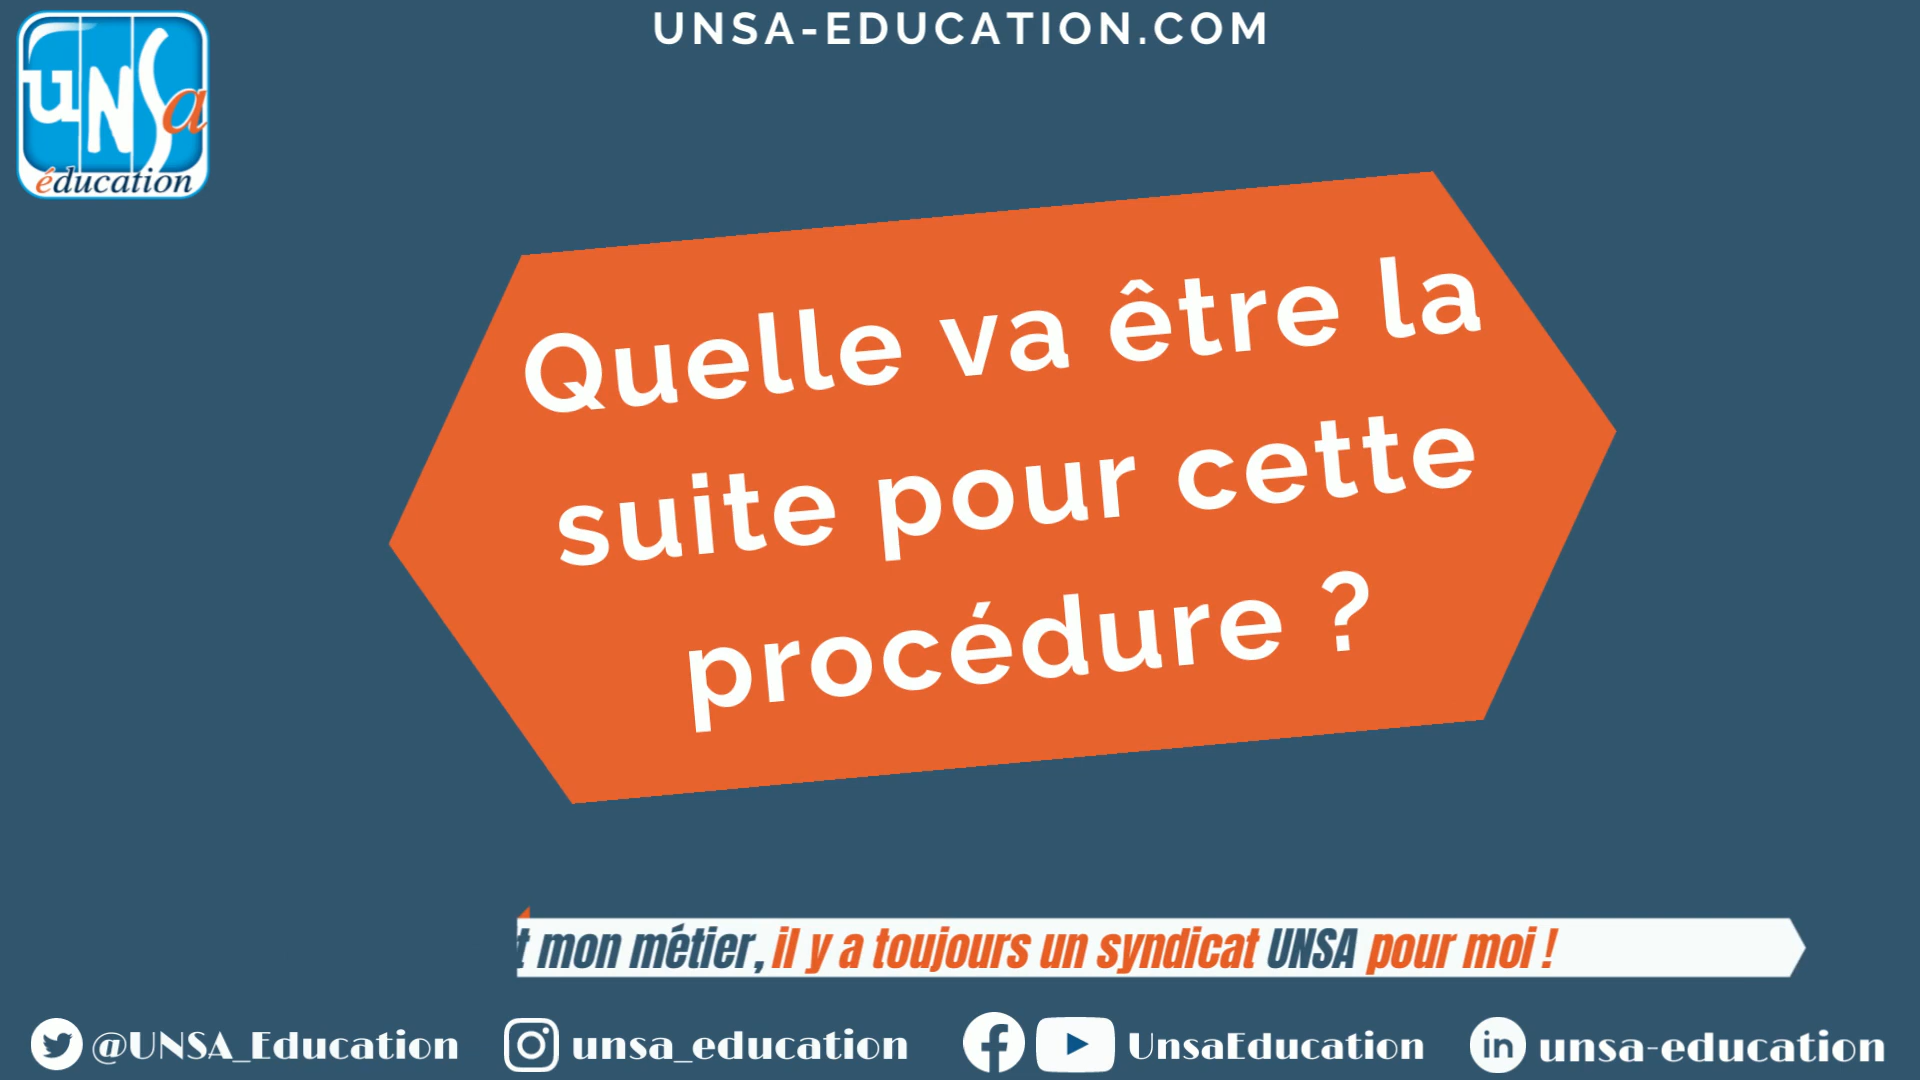 UNSA-EDUCATION.COM
uNSa
éducation
Quelle va être la
suite pour cette
procédure ?
t mon métier, il y a toujours un syndicat UNSA pour moi !
@UNSA_Education
unsa_education
UnsaEducation
unsa-education